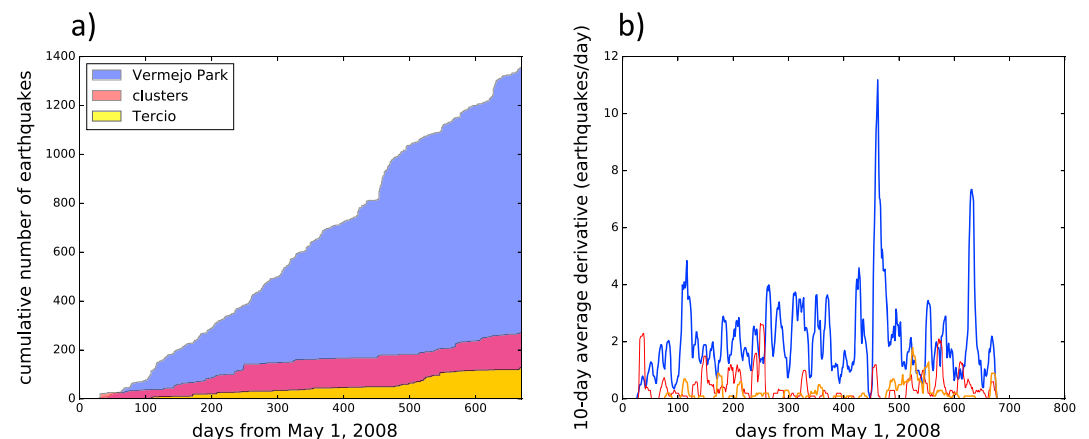 a)
cumulative number of earthquakes
1400
1200
1000
800
600
400
200
0
Vermejo Park
clusters
Tercio
0 100 200 300 400 500 600
days from May 1, 2008
b)
10-day average derivative (earthquakes/day)
12
10
8
6
4
2
0
0 100 200 300 400 500 600 700 800
days from May 1, 2008